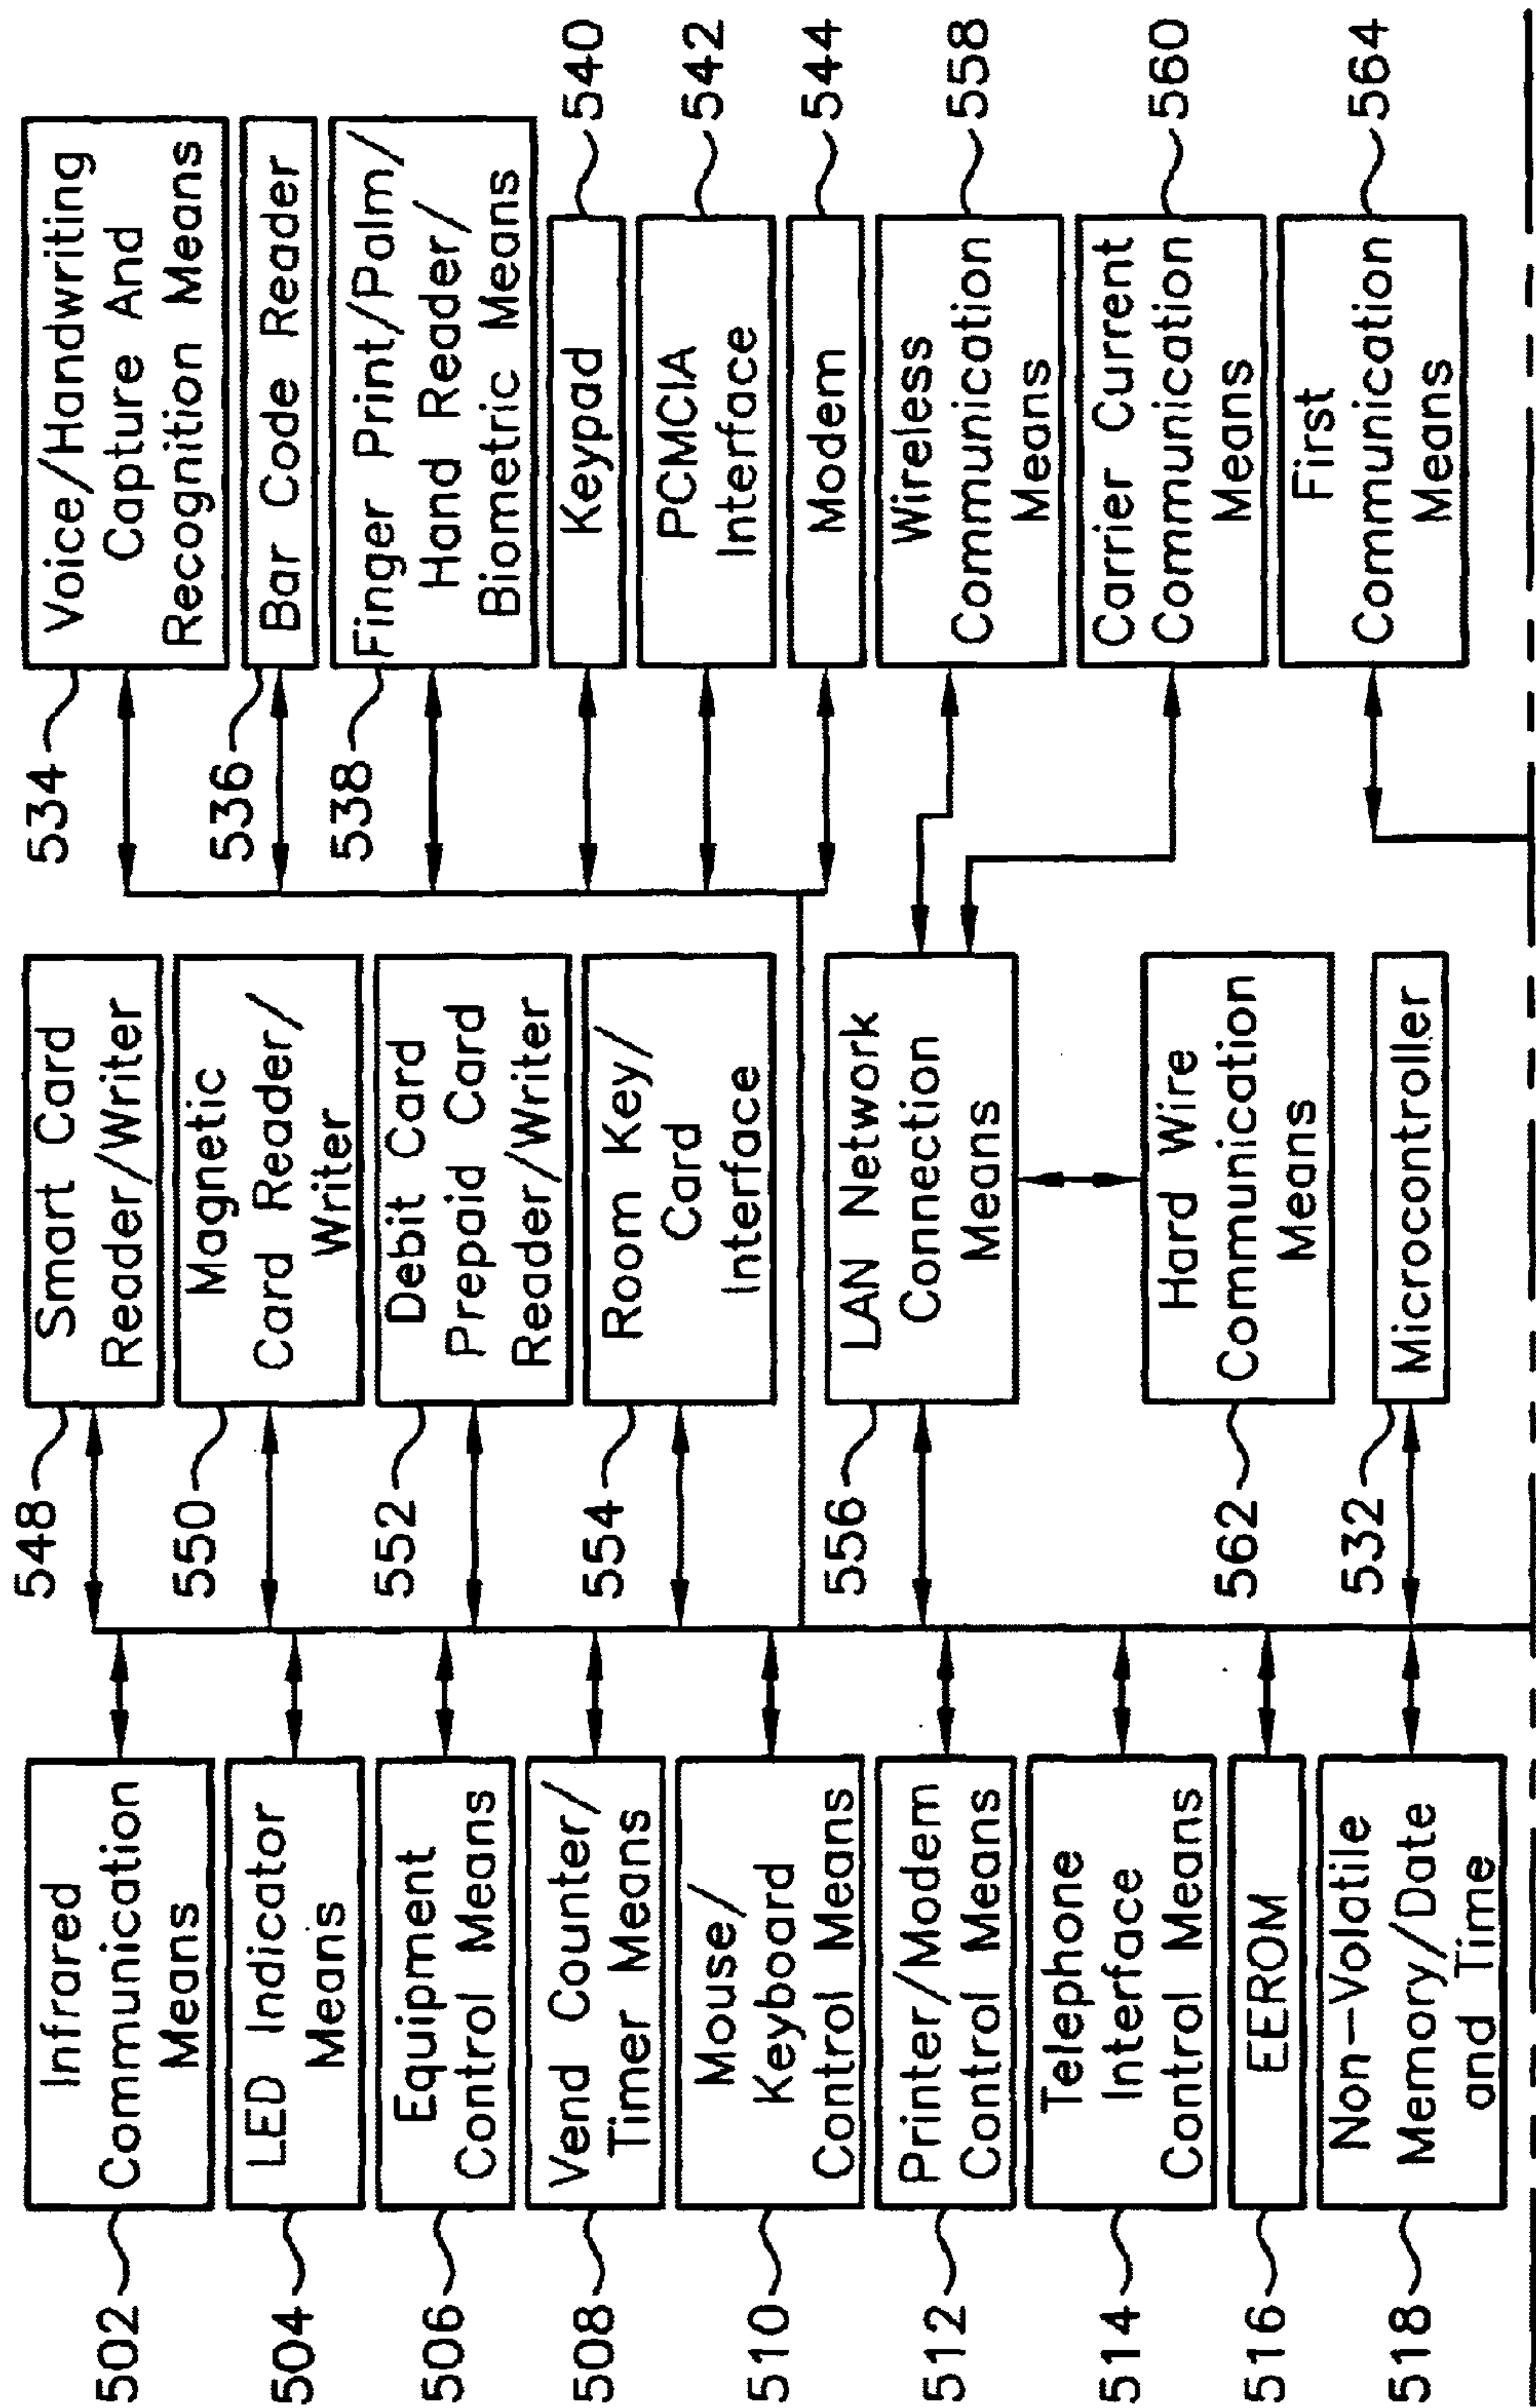 502
Infrared
Communication
Means
504
LED Indicator
Means
506
Equipment
Control Means
508
Vend Counter/
Timer Means
510
Mouse/
Keyboard
Control Means
512
Printer/Modem
Control Means
514
Telephone
Interface
Control Means
516
EEROM
518
Non-Volatile
Memory/Date
and Time
548
Smart Card
Reader/Writer
550
Magnetic
Card Reader/
Writer
552
Debit Card
Prepaid Card
Reader/Writer
554
Room Key/
Card
Interface
556
LAN Network
Connection
Means
562
Hard Wire
Communication
Means
532
Microcontroller
534
Voice/Handwriting
Capture And
Recognition Means
536
Bar Code Reader
538
Finger Print/Palm/
Hand Reader/
Biometric Means
Keypad
540
PCMCIA
Interface
542
Modem
544
Wireless
Communication
Means
558
Carrier Current
Communication
Means
560
First
Communication
Means
564